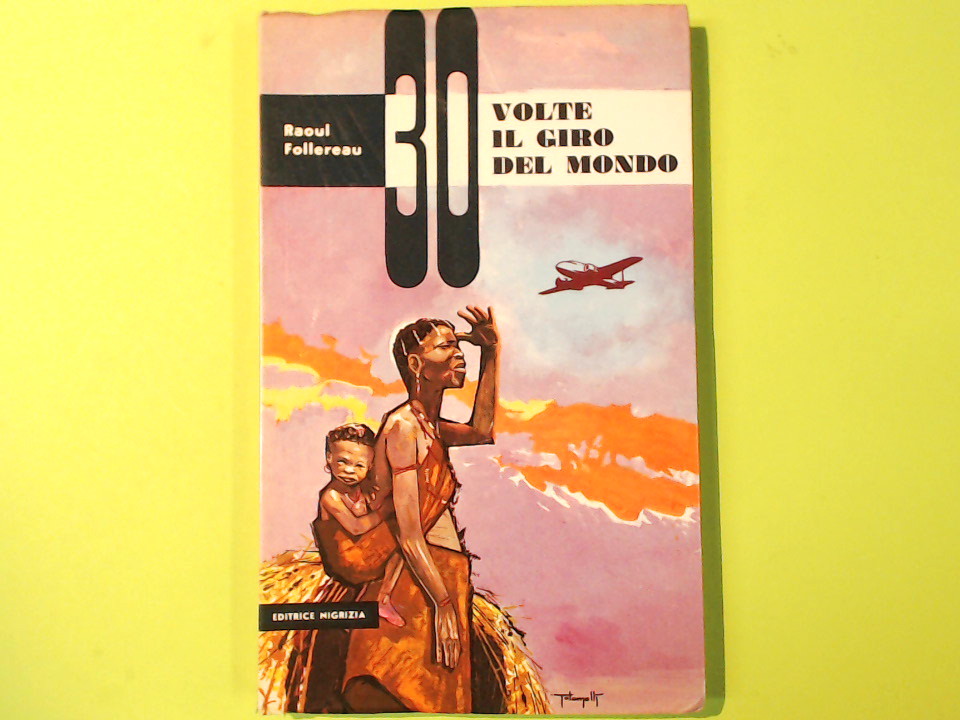 Raoul
Follereau
30
VOLTE
IL GIRO
DEL MONDO
EDITRICE NIGRIZIA